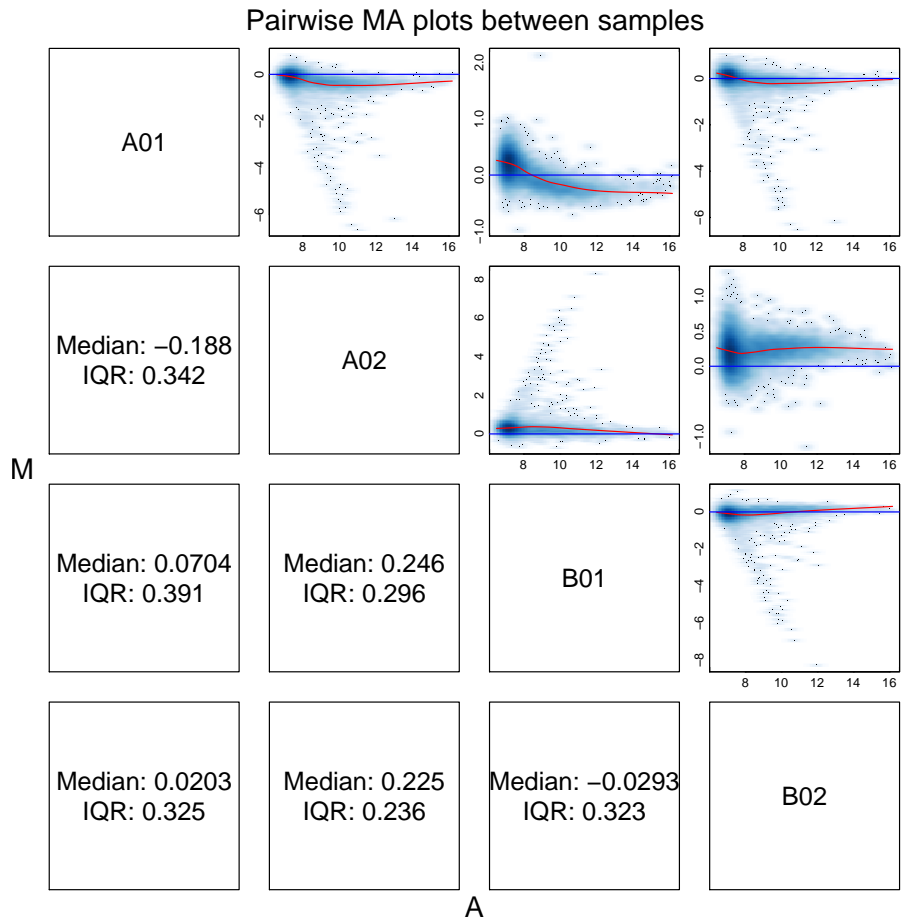 Pairwise MA plots between samples
A01
0
−2
−4
−6
8 10 12 14 16
2.0
1.0
0.0
−1.0
8 10 12 14 16
0
−2
−4
−6
8 10 12 14 16
Median: −0.188
IQR: 0.342
A02
8
6
4
2
0
8 10 12 14 16
1.0
0.5
0.0
−1.0
8 10 12 14 16
M
Median: 0.0704
IQR: 0.391
Median: 0.246
IQR: 0.296
B01
0
−2
−4
−6
−8
8 10 12 14 16
Median: 0.0203
IQR: 0.325
Median: 0.225
IQR: 0.236
Median: −0.0293
IQR: 0.323
B02
A